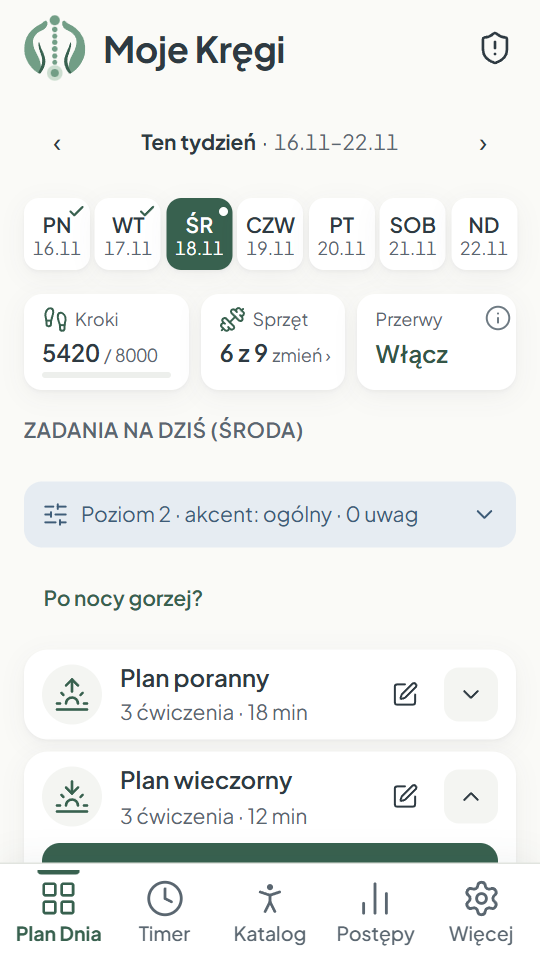 Moje Kręgi
‹ Ten tydzień · 16.11–22.11 ›
PN WT ŚR CZW PT SOB ND
16.11 17.11 18.11 19.11 20.11 21.11 22.11
Kroki Sprzęt Przerwy
5420 / 8000 6 z 9 zmień › Włącz
ZADANIA NA DZIŚ (ŚRODA)
Poziom 2 · akcent: ogólny · 0 uwag
Po nocy gorzej?
Plan poranny
3 ćwiczenia · 18 min
Plan wieczorny
3 ćwiczenia · 12 min
Plan Dnia Timer Katalog Postępy Więcej